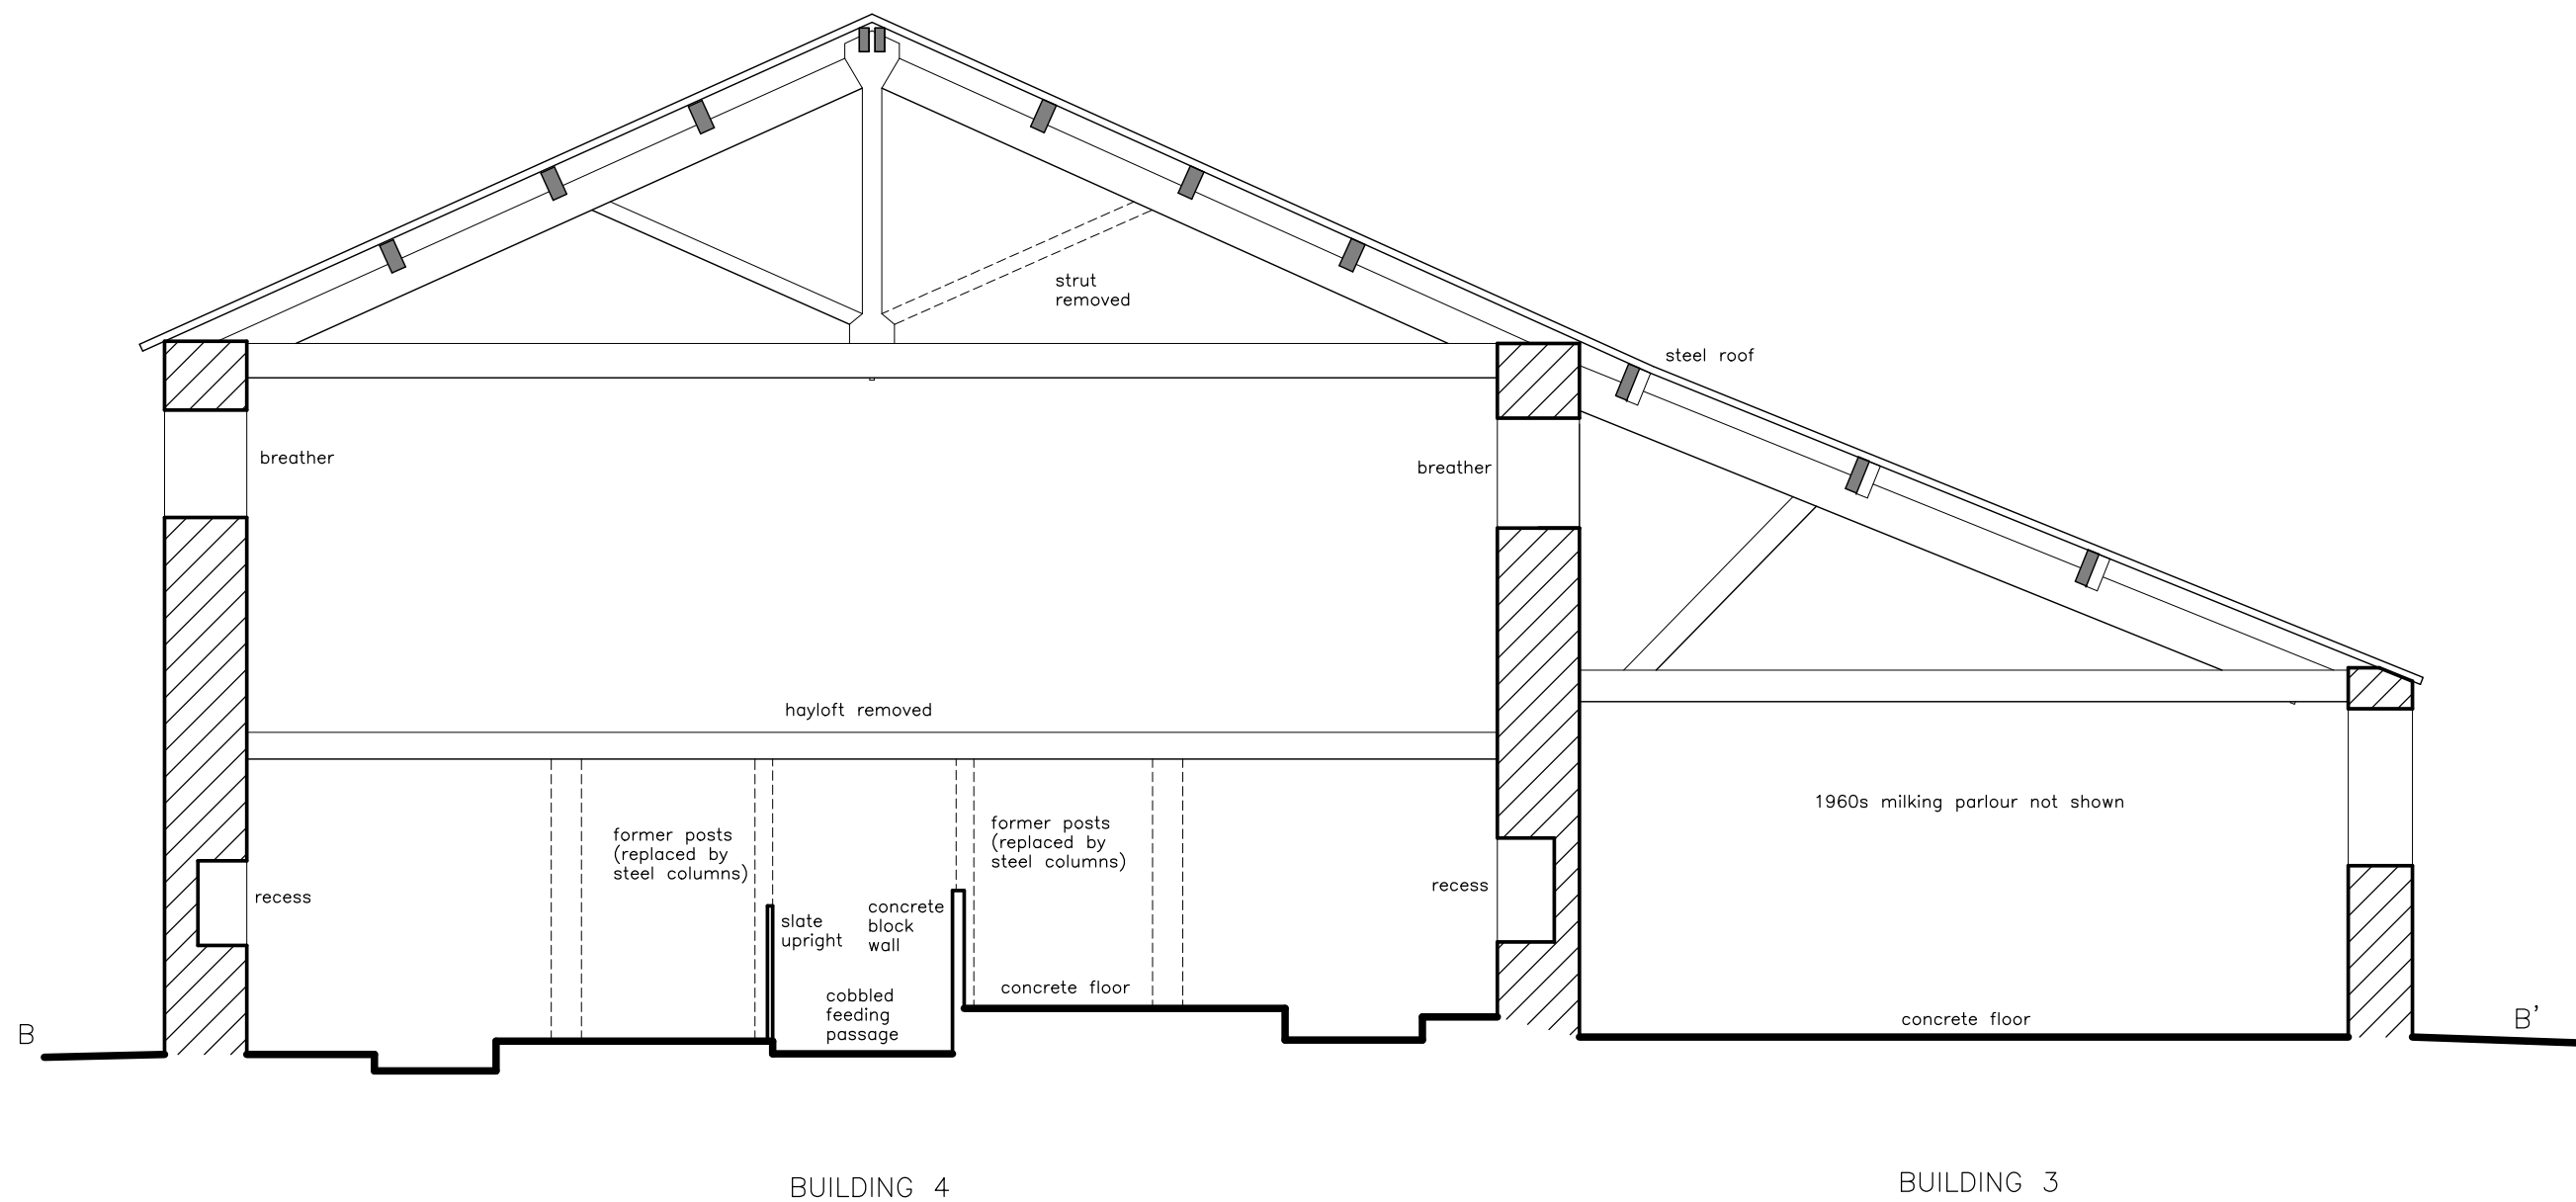 strut
removed
steel roof
breather
breather
hayloft removed
1960s milking parlour not shown
former posts
(replaced by
steel columns)
former posts
(replaced by
steel columns)
recess
recess
slate
upright
concrete
block
wall
cobbled
feeding
passage
concrete floor
concrete floor
B
B'
BUILDING 4
BUILDING 3